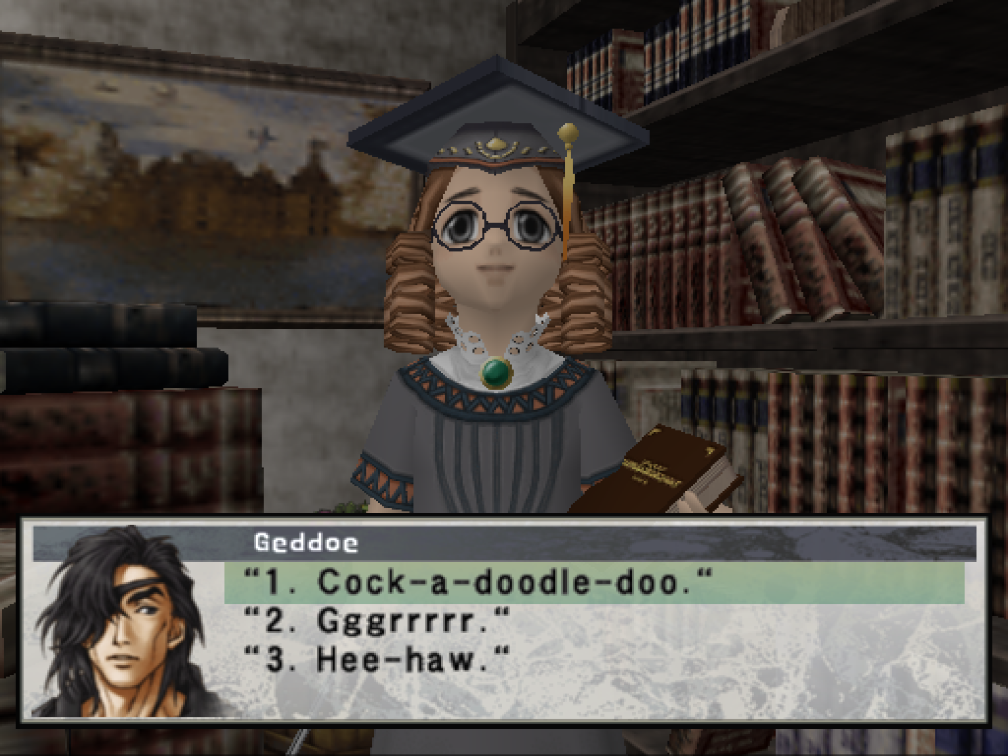 Geddoe
“1. Cock-a-doodle-doo.“
“2. Gggrrrrr.“
“3. Hee-haw.“